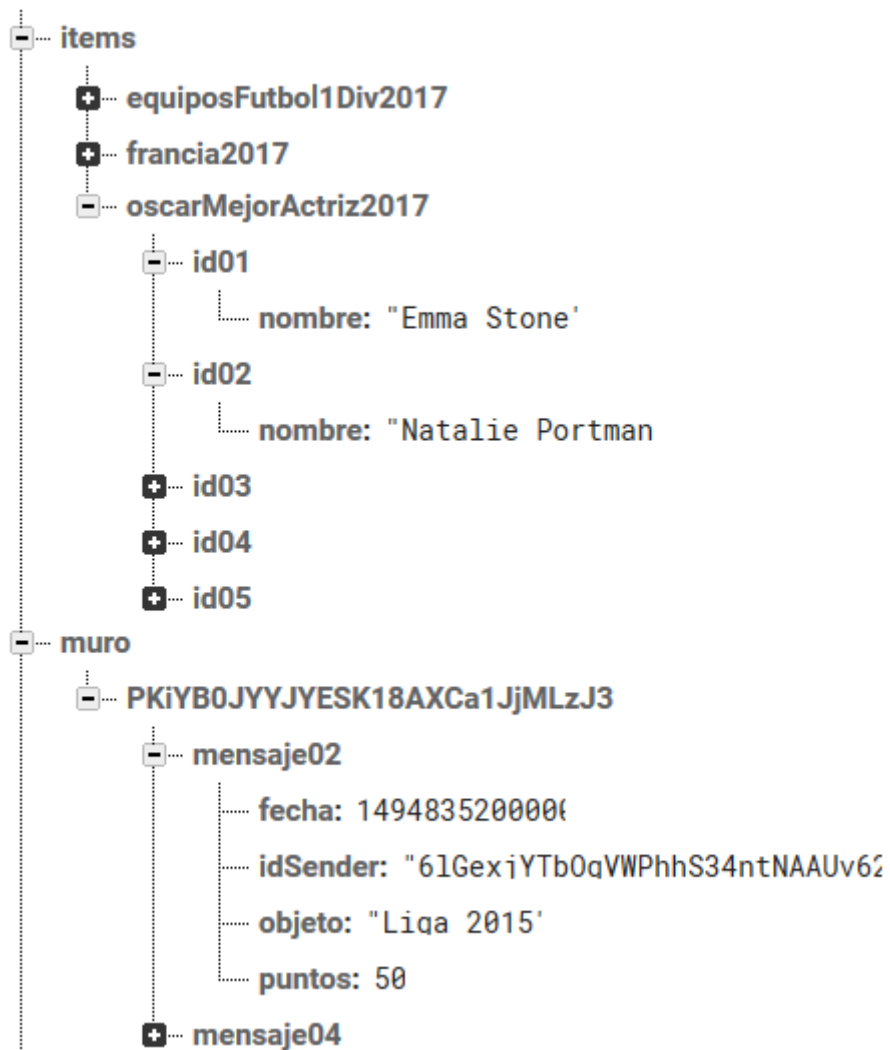 items
equiposFutbol1Div2017
francia2017
oscarMejorActriz2017
id01
nombre: "Emma Stone'
id02
nombre: "Natalie Portman
id03
id04
id05
muro
PKiYB0JYYJYESK18AXCa1JjMLzJ3
mensaje02
fecha: 1494835200000
idSender: "6lGexjYTbOqVWPhhS34ntNAAUv62
objeto: "Liga 2015'
puntos: 50
mensaje04